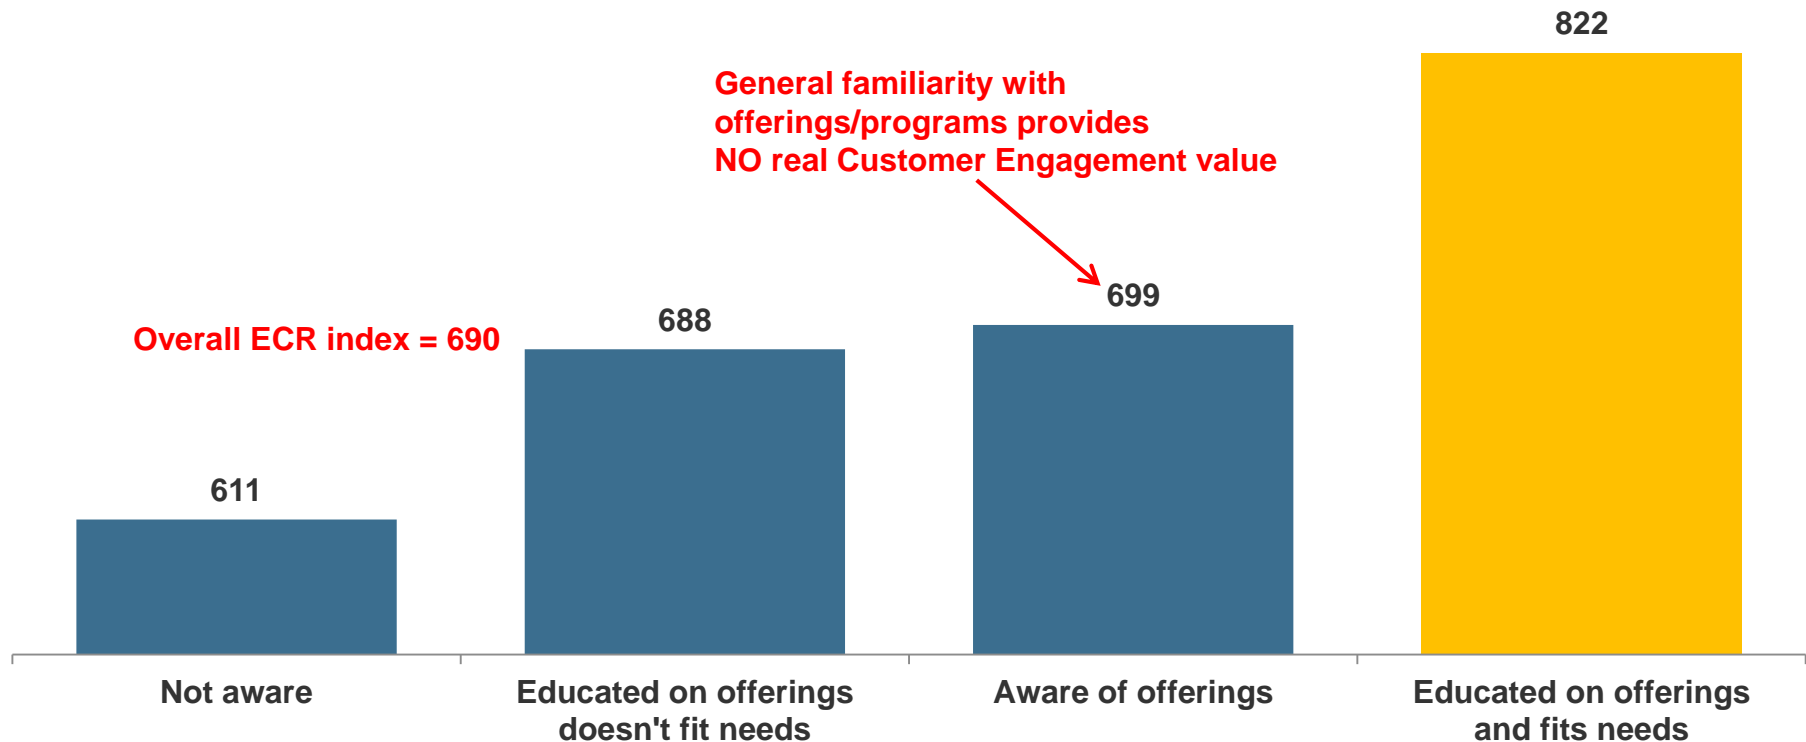 822
General familiarity with
offerings/programs provides
NO real Customer Engagement value
699
688
Overall ECR index = 690
611
Not aware
Educated on offerings
doesn't fit needs
Aware of offerings
Educated on offerings
and fits needs